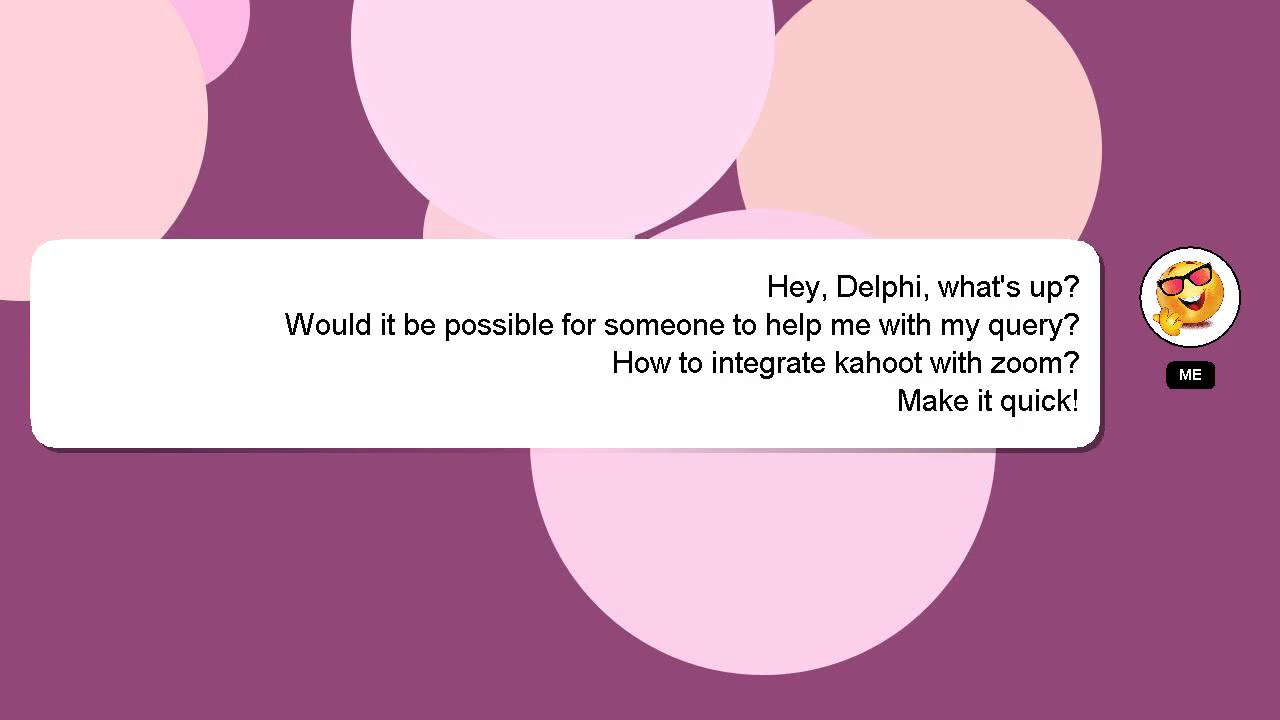 Hey, Delphi, what's up?
Would it be possible for someone to help me with my query?
How to integrate kahoot with zoom?
Make it quick!
ME